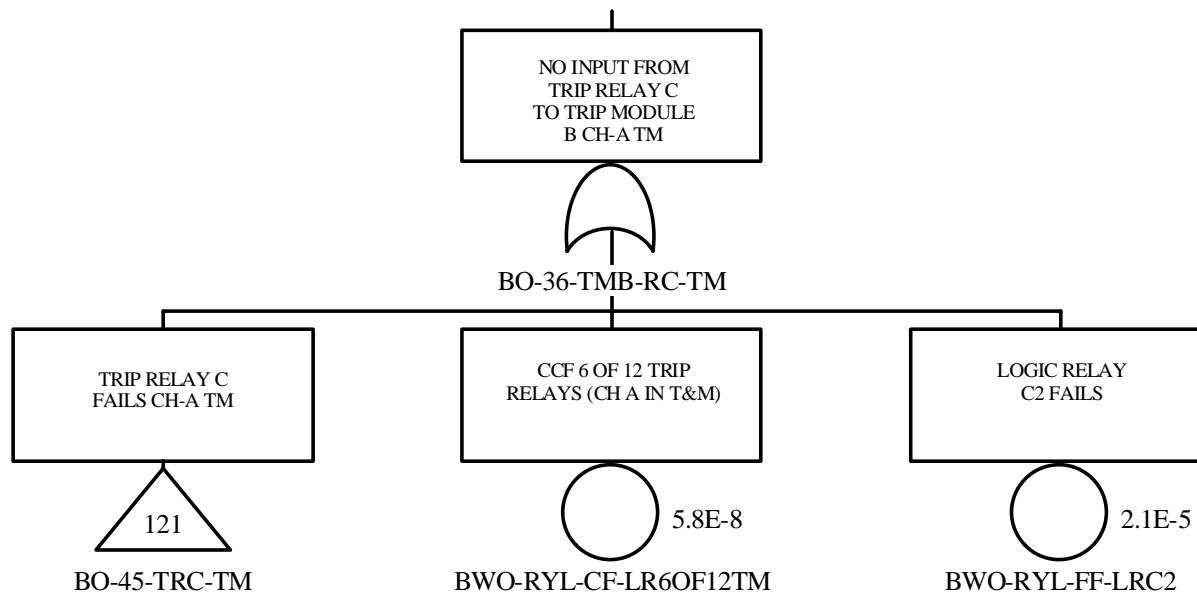 NO INPUT FROM
TRIP RELAY C
TO TRIP MODULE
B CH-A TM
BO-36-TMB-RC-TM
TRIP RELAY C
FAILS CH-A TM
121
BO-45-TRC-TM
CCF 6 OF 12 TRIP
RELAYS (CH A IN T&M)
5.8E-8
BWO-RYL-CF-LR6OF12TM
LOGIC RELAY
C2 FAILS
2.1E-5
BWO-RYL-FF-LRC2